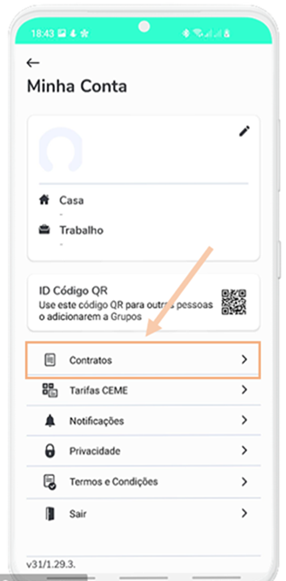 18:43
Minha Conta
Casa
-
Trabalho
-
ID Código QR
Use este código QR para outras pessoas
o adicionarem a Grupos
Contratos
Tarifas CEME
Notificações
Privacidade
Termos e Condições
Sair
v31/1.29.3.